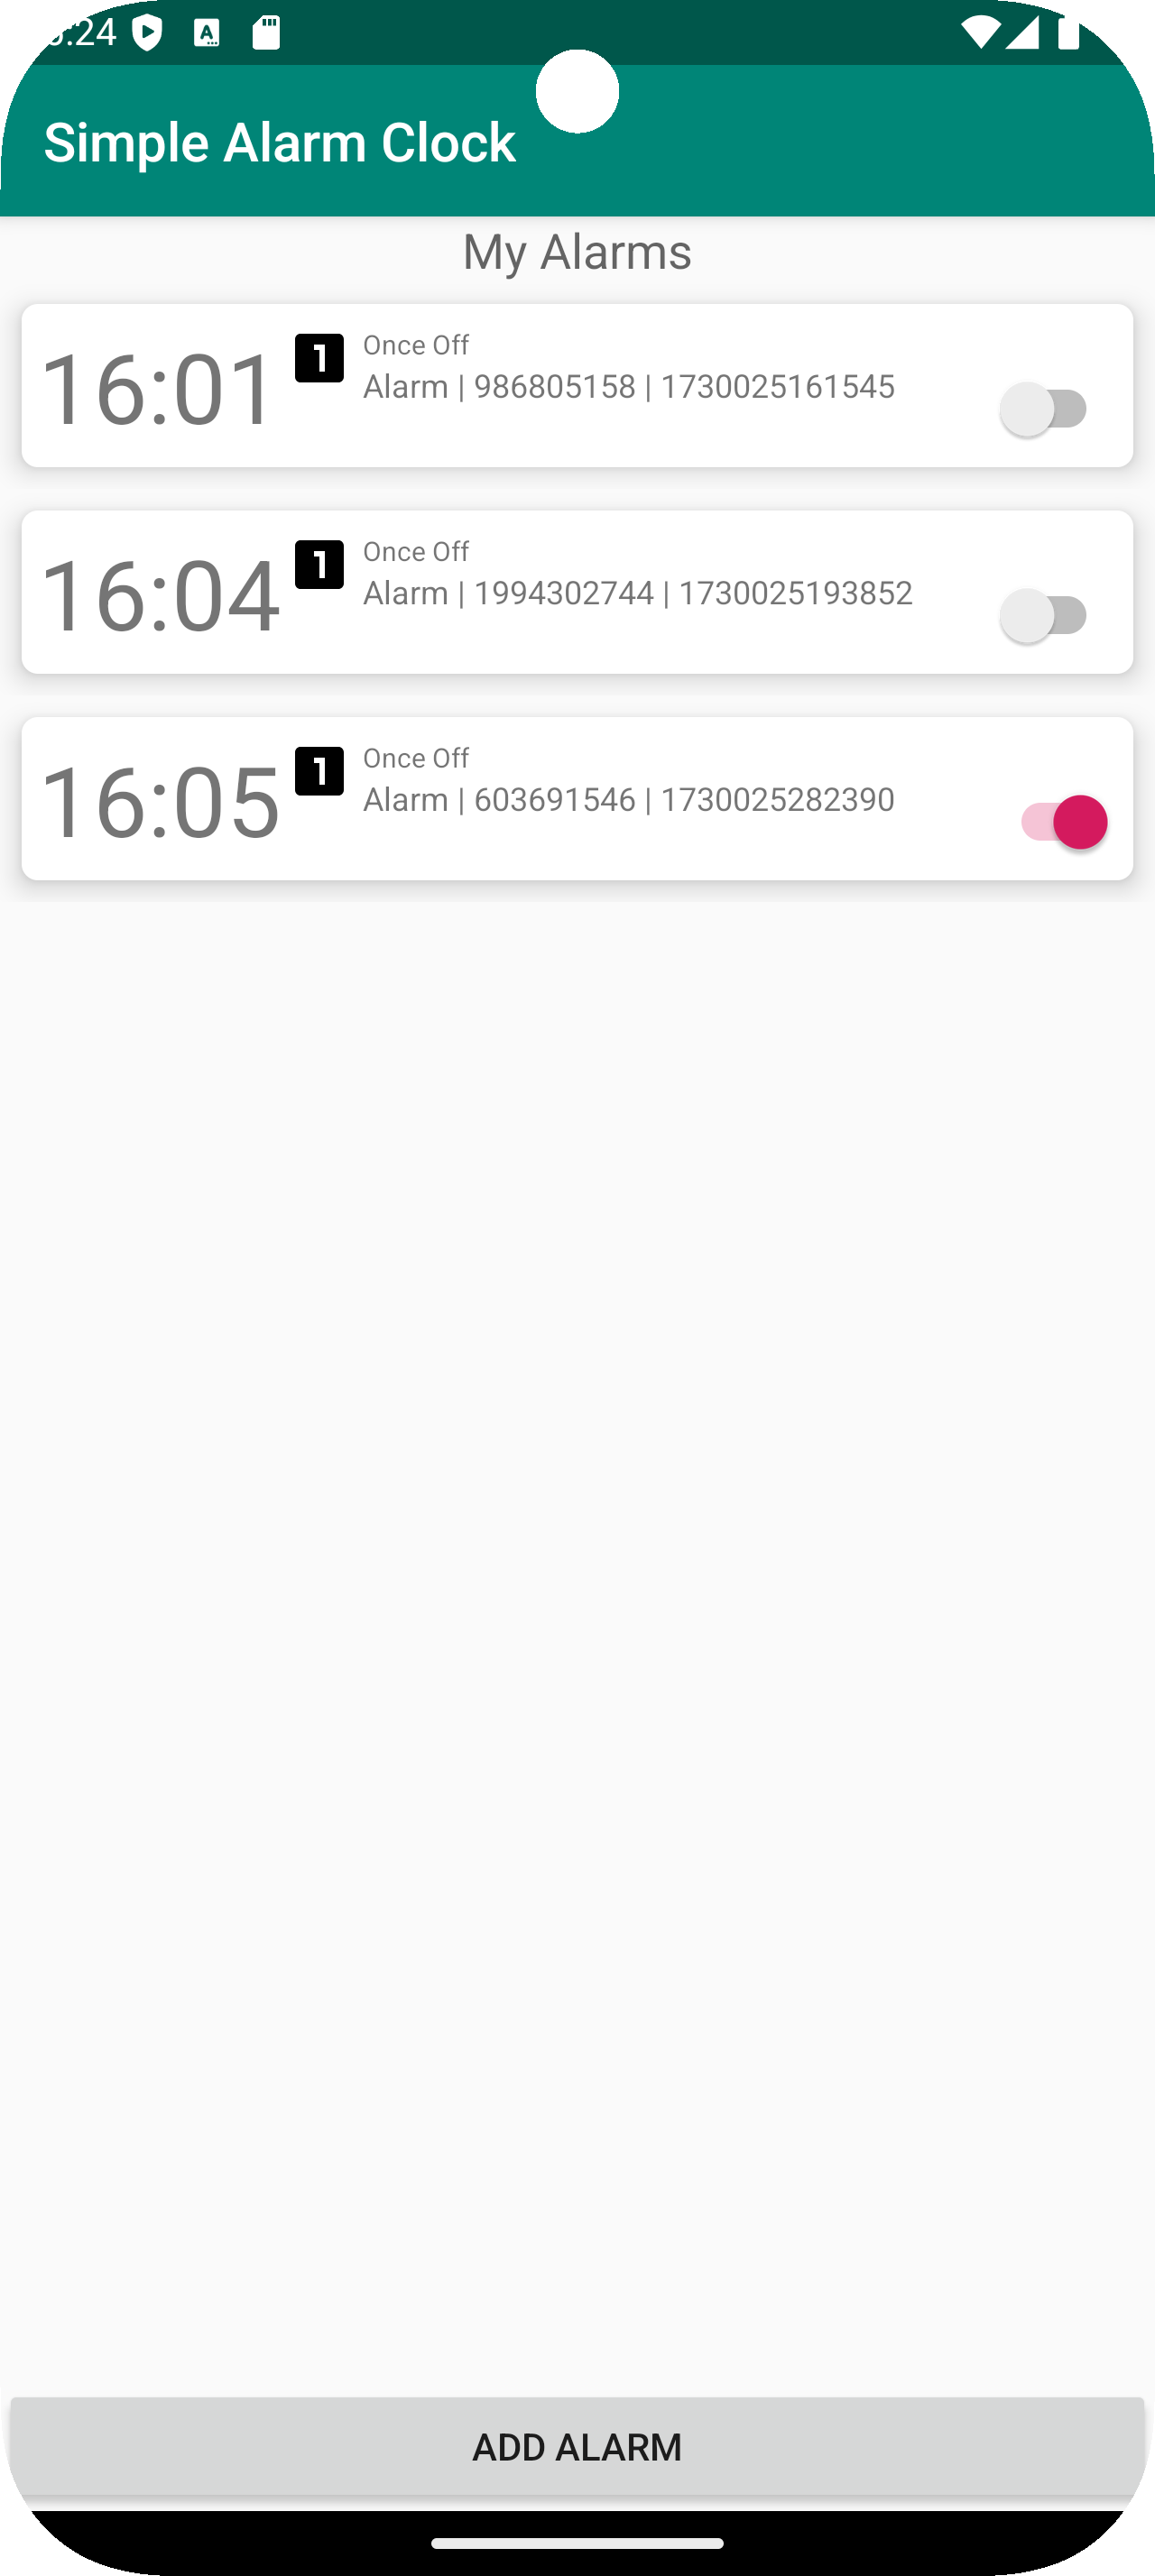 :24
Simple Alarm Clock
My Alarms
16:01
1
Once Off
Alarm | 986805158 | 1730025161545
16:04
1
Once Off
Alarm | 1994302744 | 1730025193852
16:05
1
Once Off
Alarm | 603691546 | 1730025282390
ADD ALARM